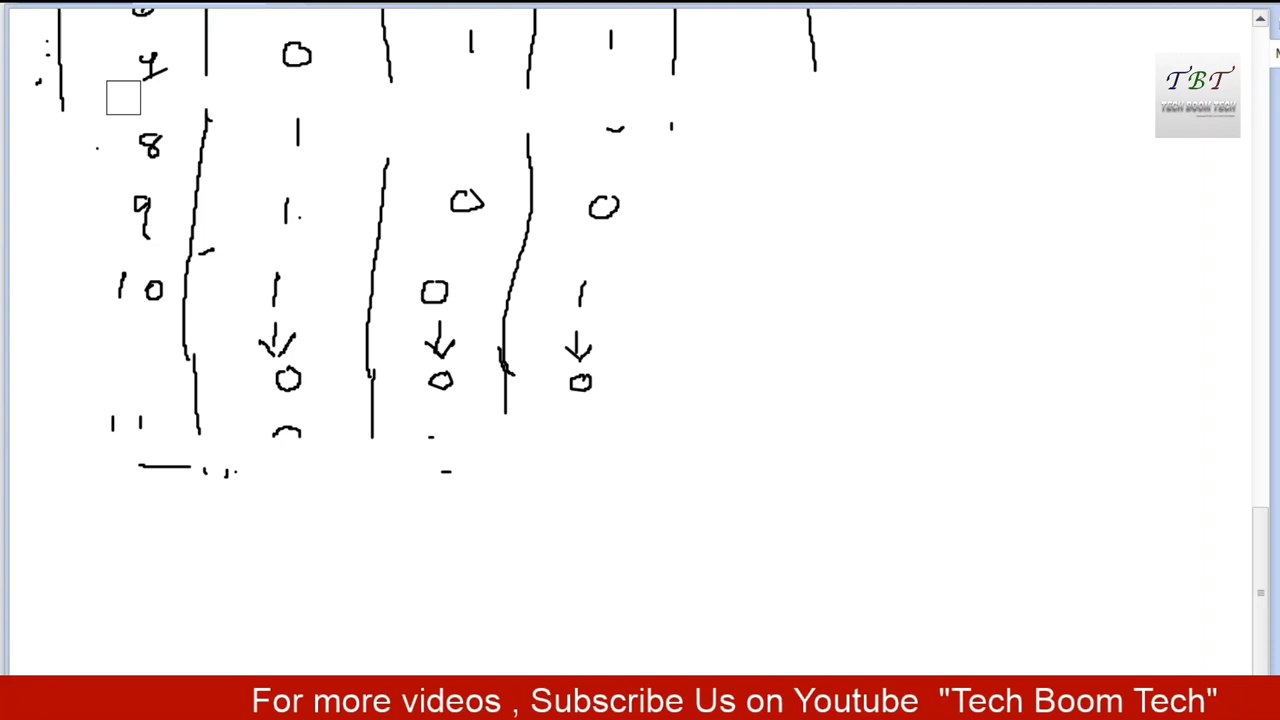 0 1 1
8 1
9 1 0 0
10 1 0 1
0 0 0
11
TBT
TECH BOOM TECH
For more videos , Subscribe Us on Youtube "Tech Boom Tech"